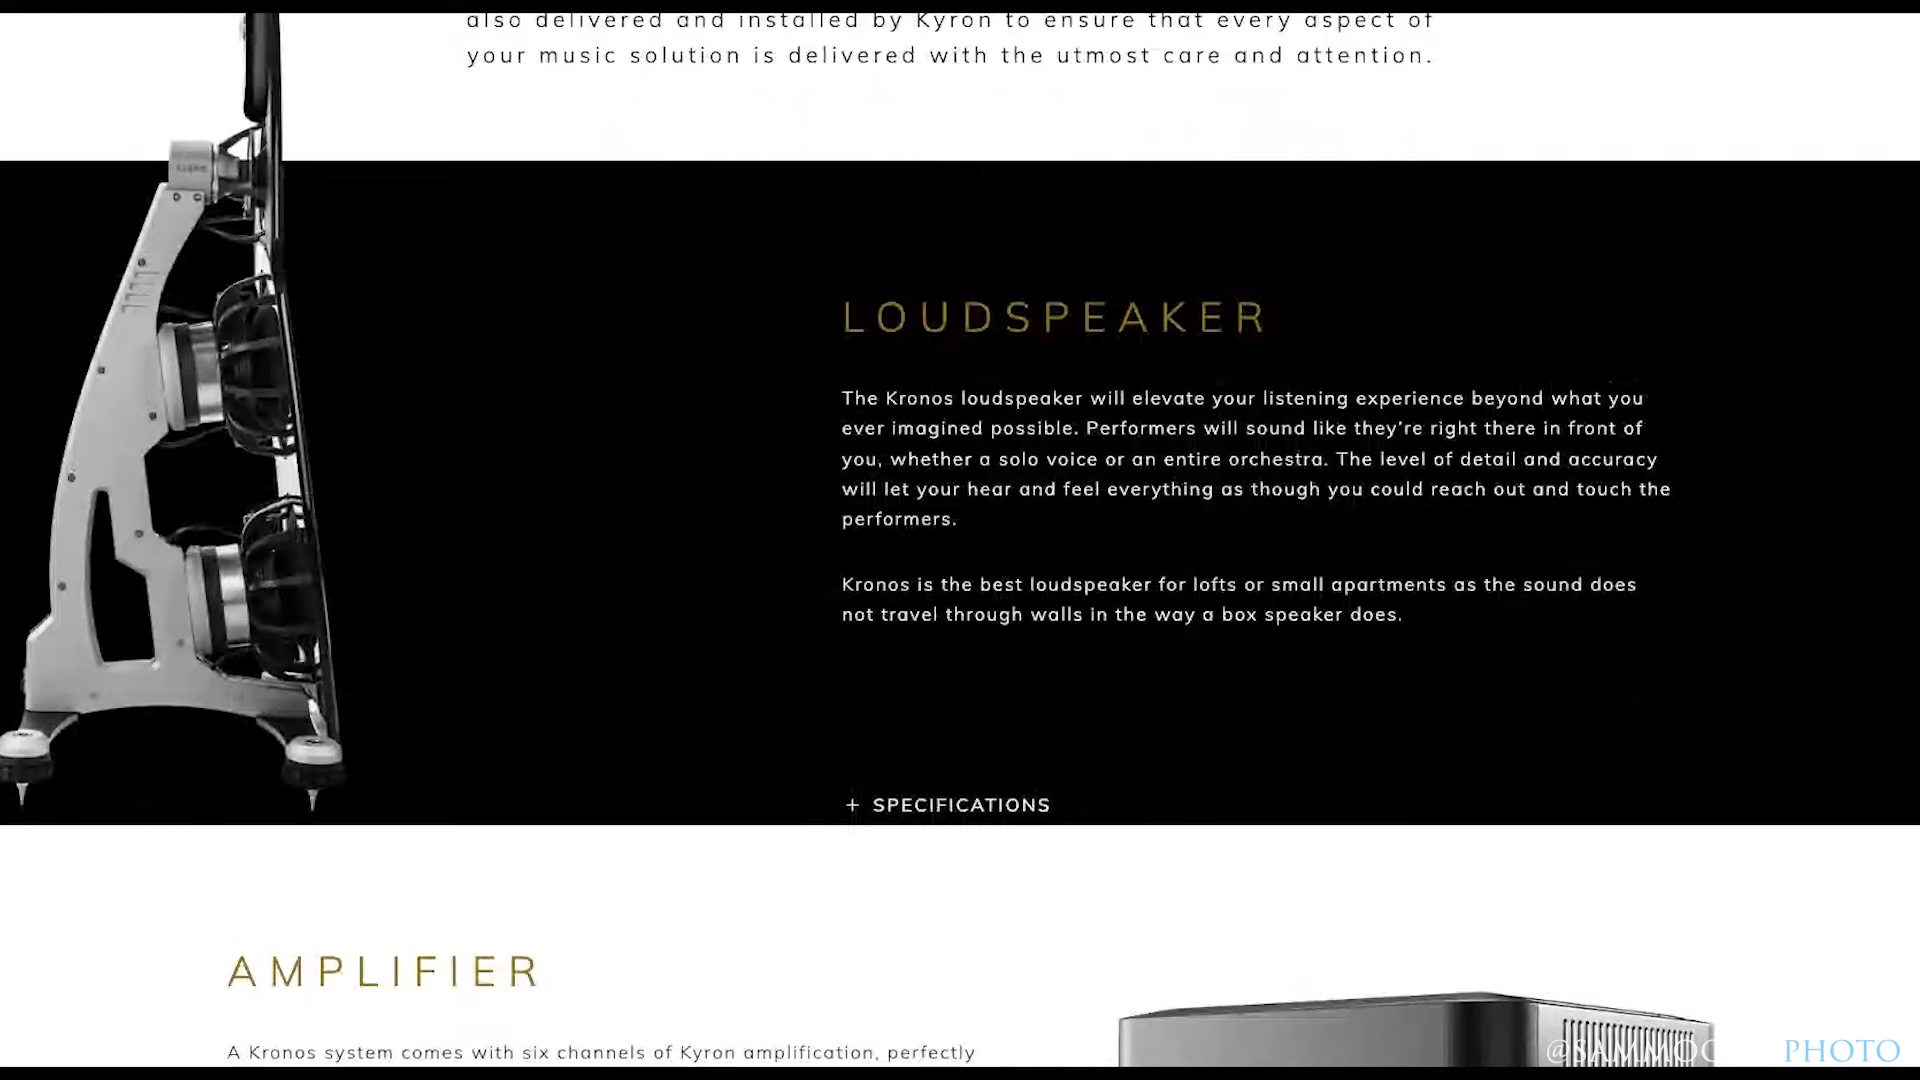 also delivered and installed by Kyron to ensure that every aspect of
your music solution is delivered with the utmost care and attention.
LOUDSPEAKER
The Kronos loudspeaker will elevate your listening experience beyond what you
ever imagined possible. Performers will sound like they're right there in front of
you, whether a solo voice or an entire orchestra. The level of detail and accuracy
will let your hear and feel everything as though you could reach out and touch the
performers.
Kronos is the best loudspeaker for lofts or small apartments as the sound does
not travel through walls in the way a box speaker does.
+ SPECIFICATIONS
AMPLIFIER
A Kronos system comes with six channels of Kyron amplification, perfectly
PHOTO